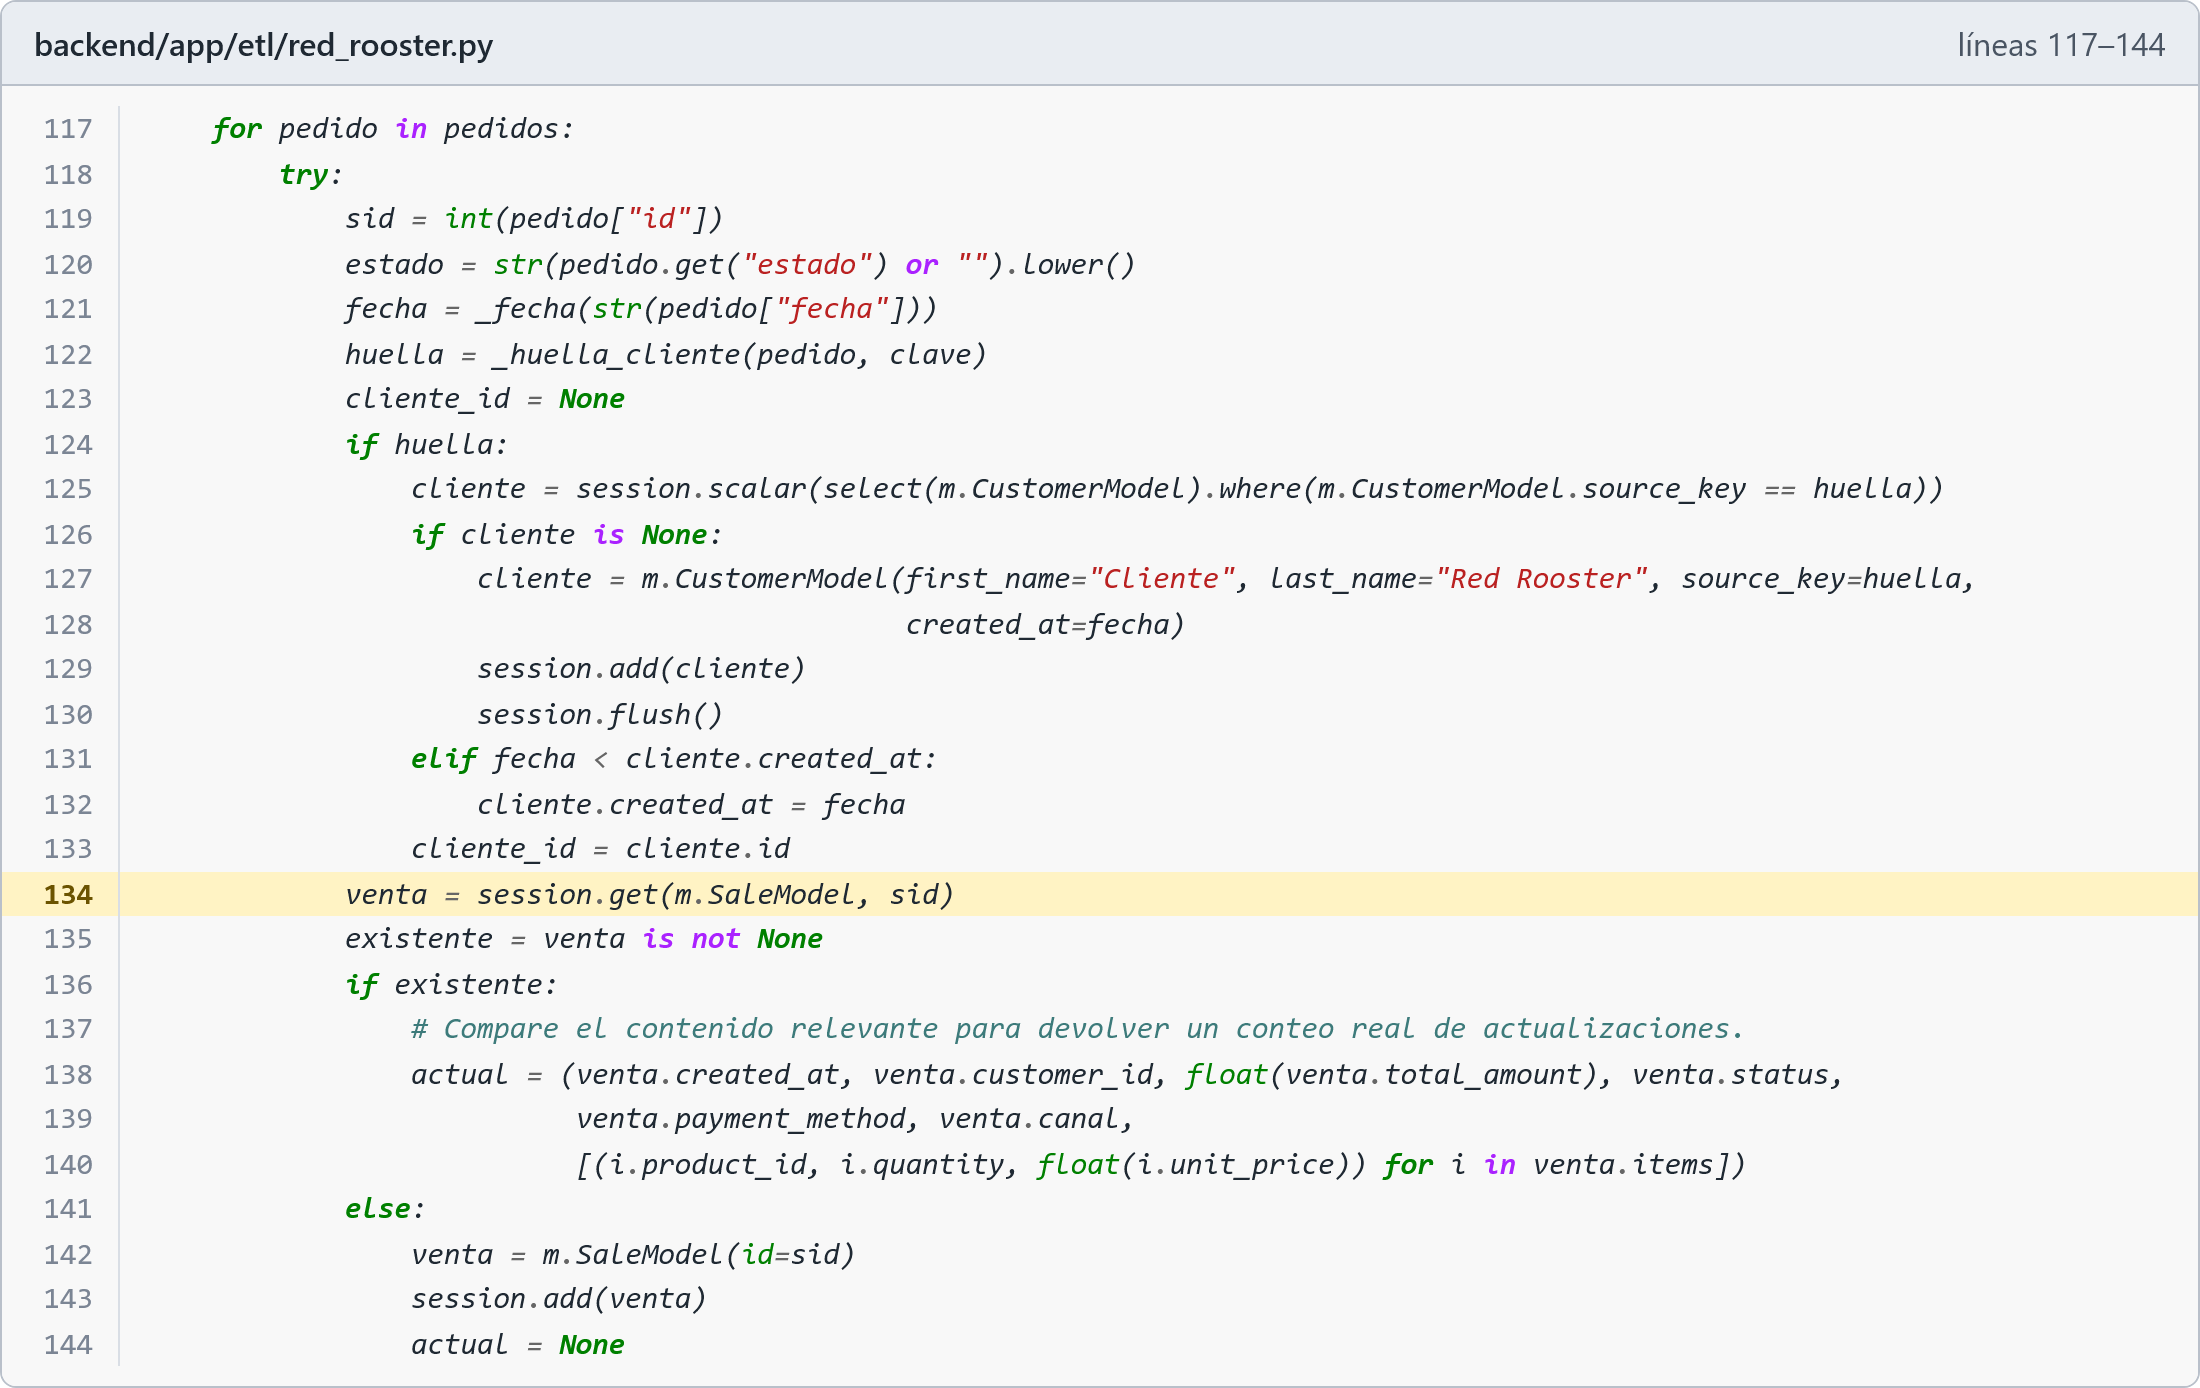 backend/app/etl/red_rooster.py
líneas 117–144
117 for pedido in pedidos:
118 try:
119 sid = int(pedido["id"])
120 estado = str(pedido.get("estado") or "").lower()
121 fecha = _fecha(str(pedido["fecha"]))
122 huella = _huella_cliente(pedido, clave)
123 cliente_id = None
124 if huella:
125 cliente = session.scalar(select(m.CustomerModel).where(m.CustomerModel.source_key == huella))
126 if cliente is None:
127 cliente = m.CustomerModel(first_name="Cliente", last_name="Red Rooster", source_key=huella,
128 created_at=fecha)
129 session.add(cliente)
130 session.flush()
131 elif fecha < cliente.created_at:
132 cliente.created_at = fecha
133 cliente_id = cliente.id
134 venta = session.get(m.SaleModel, sid)
135 existente = venta is not None
136 if existente:
137 # Compare el contenido relevante para devolver un conteo real de actualizaciones.
138 actual = (venta.created_at, venta.customer_id, float(venta.total_amount), venta.status,
139 venta.payment_method, venta.canal,
140 [(i.product_id, i.quantity, float(i.unit_price)) for i in venta.items])
141 else:
142 venta = m.SaleModel(id=sid)
143 session.add(venta)
144 actual = None